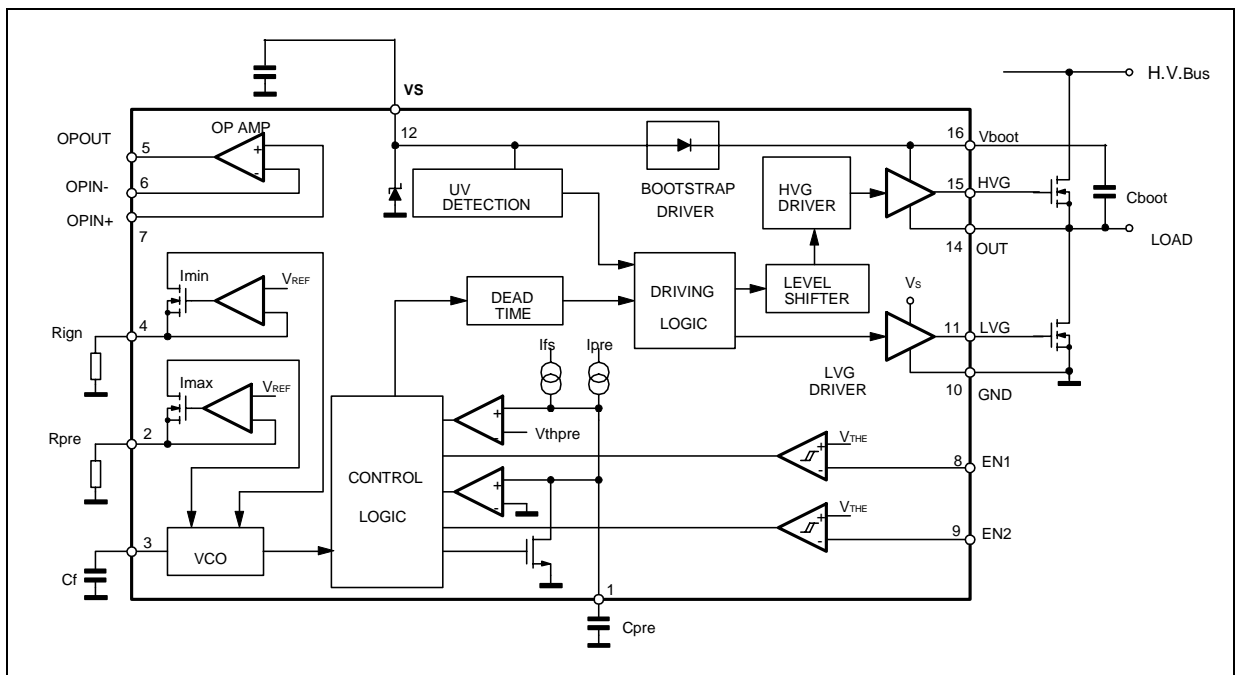 H.V.Bus
VS
OP AMP
OPOUT
5
12
16
Vboot
OPIN-
6
UV
DETECTION
BOOTSTRAP
DRIVER
HVG
DRIVER
15
HVG
Cboot
OPIN+
7
14
OUT
LOAD
Imin
VREF
DEAD
TIME
DRIVING
LOGIC
LEVEL
SHIFTER
VS
Rign
4
11
LVG
Ifs
Ipre
Imax
VREF
LVG
DRIVER
10
GND
Rpre
2
+
-
Vthpre
VTHE
CONTROL
LOGIC
8
EN1
+
-
VTHE
9
EN2
Cf
3
VCO
1
Cpre